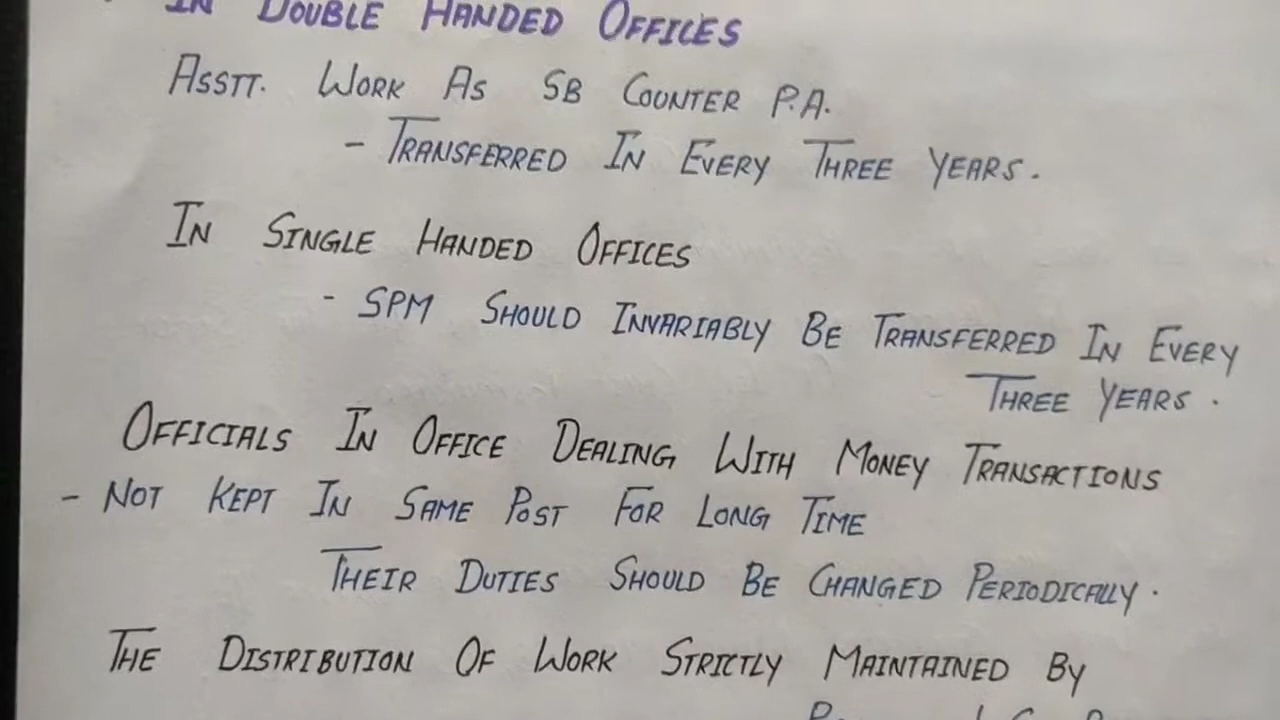 IN DOUBLE HANDED OFFICES
ASSTT. WORK AS SB COUNTER P.A.
- TRANSFERRED IN EVERY THREE YEARS.
IN SINGLE HANDED OFFICES
- SPM SHOULD INVARIABLY BE TRANSFERRED IN EVERY
THREE YEARS.
OFFICIALS IN OFFICE DEALING WITH MONEY TRANSACTIONS
- NOT KEPT IN SAME POST FOR LONG TIME
THEIR DUTIES SHOULD BE CHANGED PERIODICALLY.
THE DISTRIBUTION OF WORK STRICTLY MAINTAINED BY